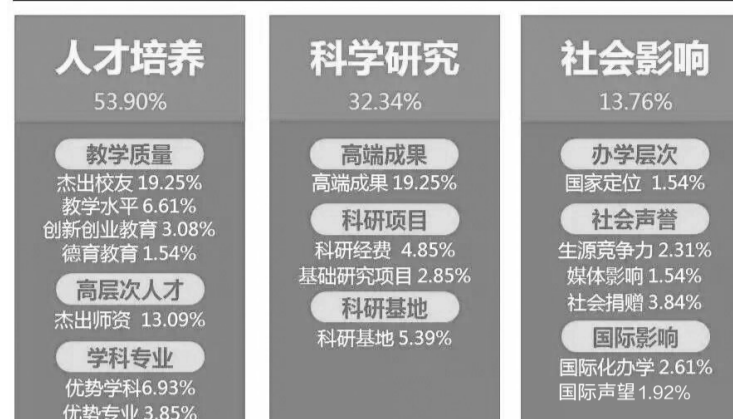 人才培养
53.90%
教学质量
杰出校友 19.25%
教学水平 6.61%
创新创业教育 3.08%
德育教育 1.54%
高层次人才
杰出师资 13.09%
学科专业
优势学科6.93%
优势专业 3.85%
科学研究
32.34%
高端成果
高端成果 19.25%
科研项目
科研经费 4.85%
基础研究项目 2.85%
科研基地
科研基地 5.39%
社会影响
13.76%
办学层次
国家定位 1.54%
社会声誉
生源竞争力 2.31%
媒体影响 1.54%
社会捐赠 3.84%
国际影响
国际化办学 2.61%
国际声望1.92%